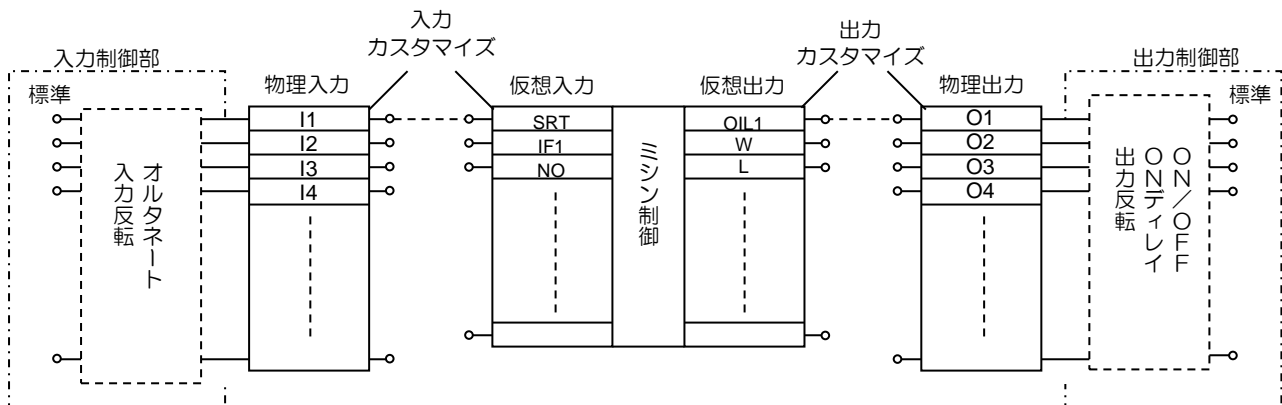 入力
カスタマイズ
出力
カスタマイズ
入力制御部
出力制御部
物理入力
仮想入力
仮想出力
物理出力
標準
標準
I1
I2
I3
I4
SRT
IF1
NO
OIL1
W
L
O1
O2
O3
O4
オルタネート
入力反転
ミシン制御
ON/OFF
ONディレイ
出力反転